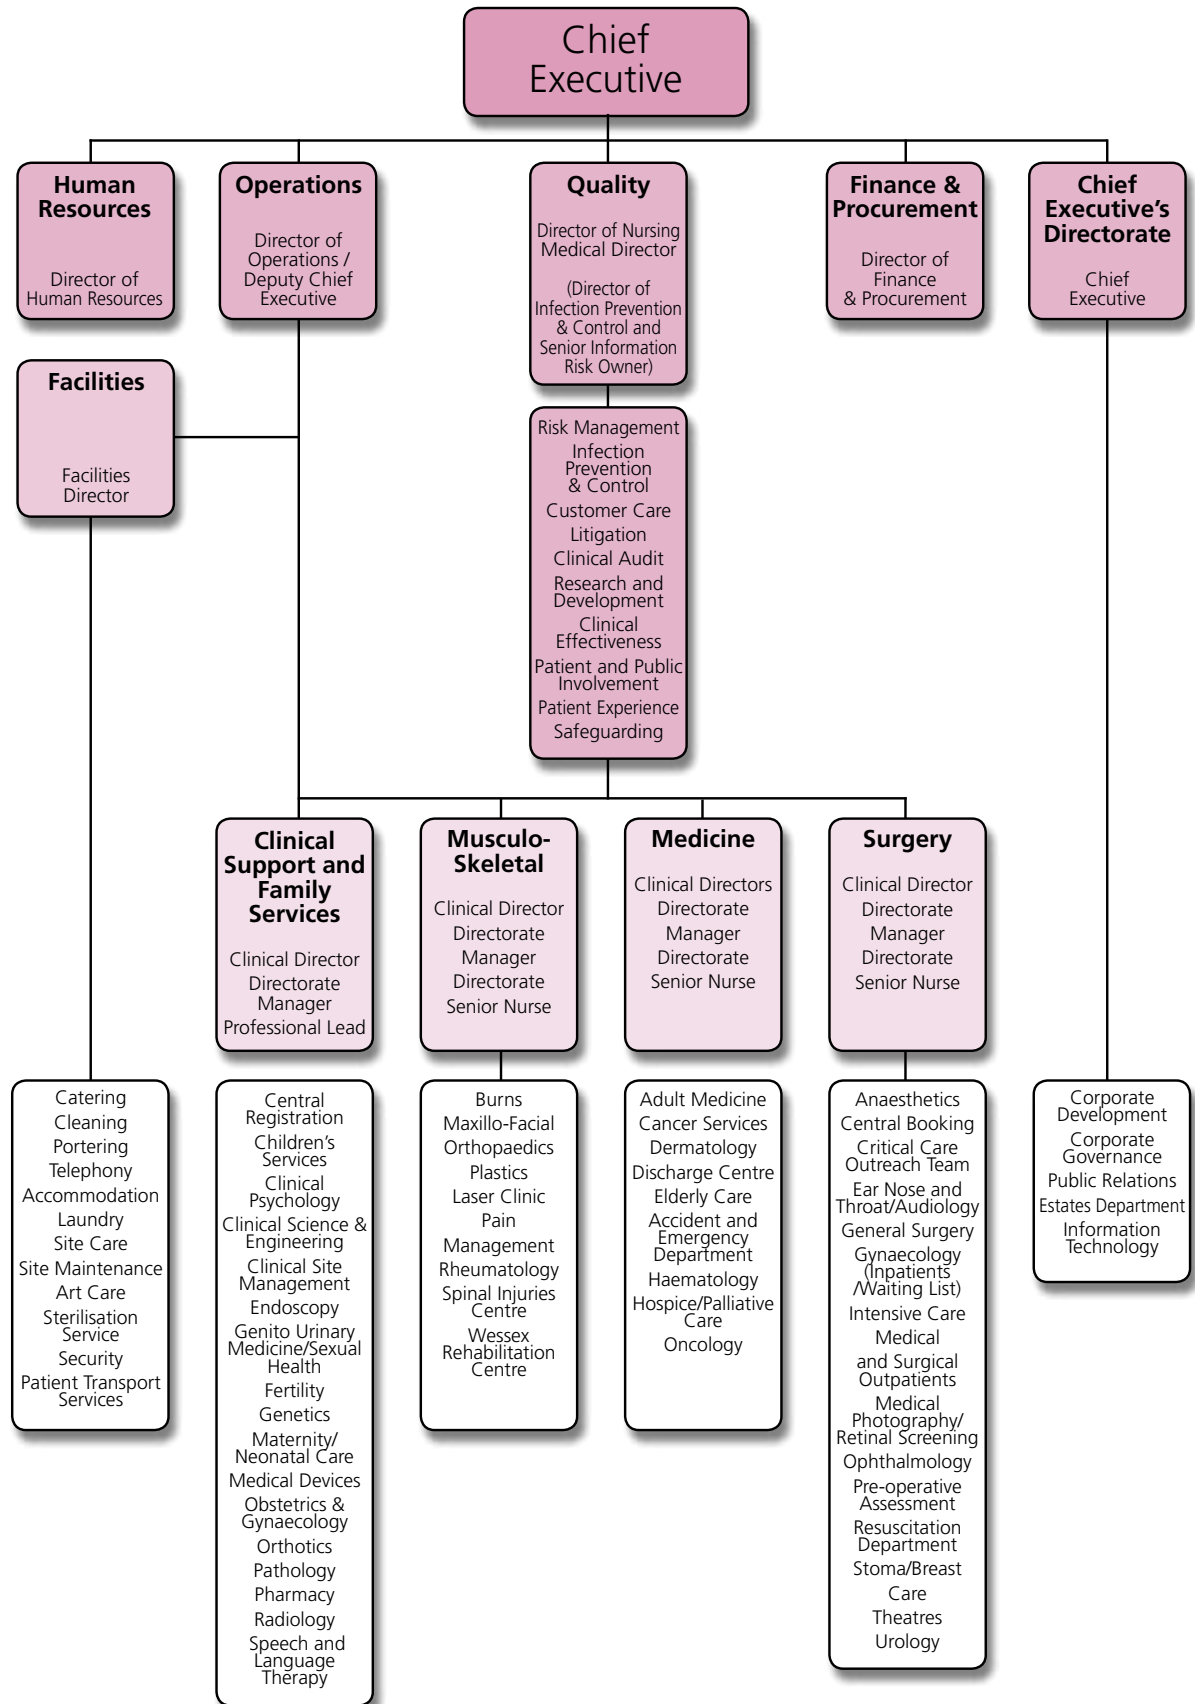 Chief
Executive
Human
Resources
Director of
Human Resources
Operations
Director of
Operations /
Deputy Chief
Executive
Quality
Director of Nursing
Medical Director
(Director of
Infection Prevention
& Control and
Senior Information
Risk Owner)
Finance &
Procurement
Director of
Finance
& Procurement
Chief
Executive's
Directorate
Chief
Executive
Facilities
Facilities
Director
Risk Management
Infection
Prevention
& Control
Customer Care
Litigation
Clinical Audit
Research and
Development
Clinical
Effectiveness
Patient and Public
Involvement
Patient Experience
Safeguarding
Clinical
Support and
Family
Services
Clinical Director
Directorate
Manager
Professional Lead
Musculo-
Skeletal
Clinical Director
Directorate
Manager
Directorate
Senior Nurse
Medicine
Clinical Directors
Directorate
Manager
Directorate
Senior Nurse
Surgery
Clinical Director
Directorate
Manager
Directorate
Senior Nurse
Catering
Cleaning
Portering
Telephony
Accommodation
Laundry
Site Care
Site Maintenance
Art Care
Sterilisation
Service
Security
Patient Transport
Services
Central
Registration
Children's
Services
Clinical
Psychology
Clinical Science &
Engineering
Clinical Site
Management
Endoscopy
Genito Urinary
Medicine/Sexual
Health
Fertility
Genetics
Maternity/
Neonatal Care
Medical Devices
Obstetrics &
Gynaecology
Orthotics
Pathology
Pharmacy
Radiology
Speech and
Language
Therapy
Burns
Maxillo-Facial
Orthopaedics
Plastics
Laser Clinic
Pain
Management
Rheumatology
Spinal Injuries
Centre
Wessex
Rehabilitation
Centre
Adult Medicine
Cancer Services
Dermatology
Discharge Centre
Elderly Care
Accident and
Emergency
Department
Haematology
Hospice/Palliative
Care
Oncology
Anaesthetics
Central Booking
Critical Care
Outreach Team
Ear Nose and
Throat/Audiology
General Surgery
Gynaecology
(Inpatients
/Waiting List)
Intensive Care
Medical
and Surgical
Outpatients
Medical
Photography/
Retinal Screening
Ophthalmology
Pre-operative
Assessment
Resuscitation
Department
Stoma/Breast
Care
Theatres
Urology
Corporate
Development
Corporate
Governance
Public Relations
Estates Department
Information
Technology